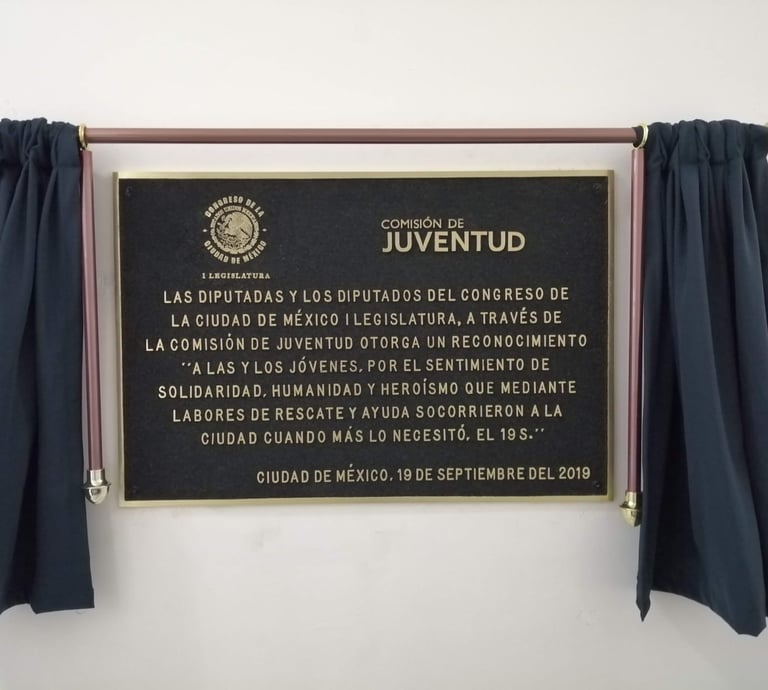 CONGRESO DE LA
CIUDAD DE MÉXICO
I LEGISLATURA
COMISIÓN DE
JUVENTUD
LAS DIPUTADAS Y LOS DIPUTADOS DEL CONGRESO DE
LA CIUDAD DE MÉXICO I LEGISLATURA, A TRAVÉS DE
LA COMISIÓN DE JUVENTUD OTORGA UN RECONOCIMIENTO
"A LAS Y LOS JÓVENES, POR EL SENTIMIENTO DE
SOLIDARIDAD, HUMANIDAD Y HEROÍSMO QUE MEDIANTE
LABORES DE RESCATE Y AYUDA SOCORRIERON A LA
CIUDAD CUANDO MÁS LO NECESITÓ, EL 19 S."
CIUDAD DE MÉXICO, 19 DE SEPTIEMBRE DEL 2019